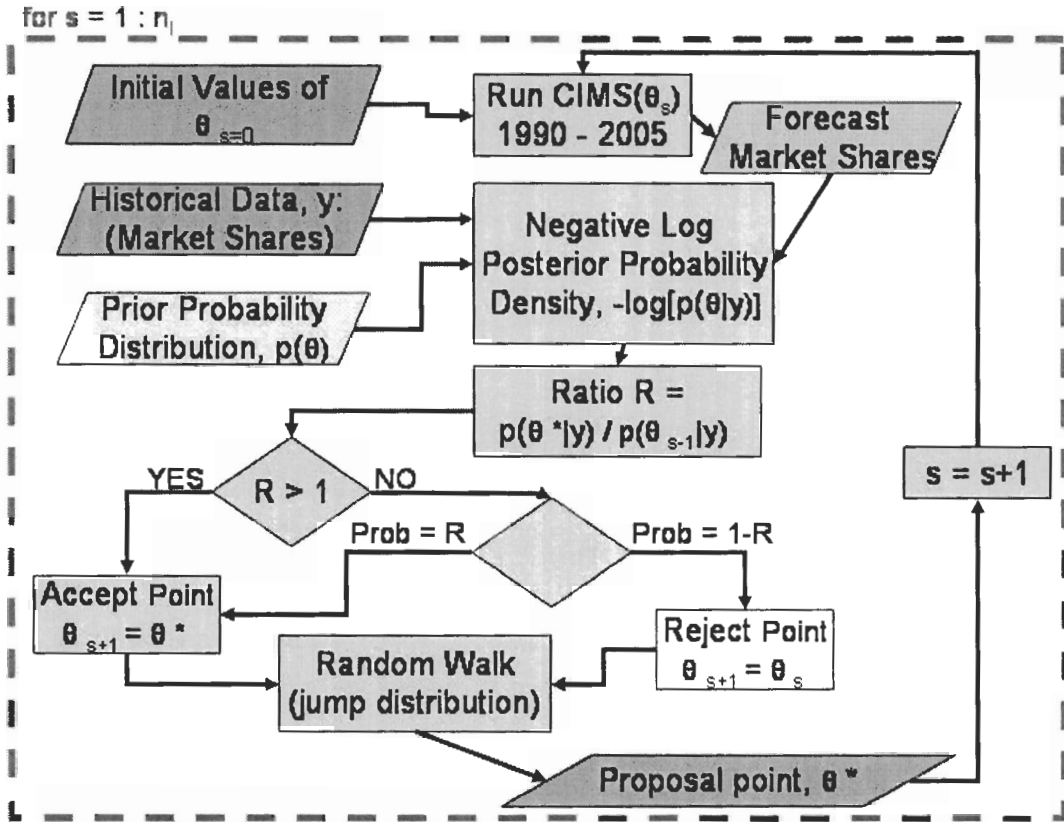 for s = 1 : nₗ
Initial Values of
θ s=0
Run CIMS(θs)
1990 - 2005
Forecast
Market Shares
Historical Data, y:
(Market Shares)
Negative Log
Posterior Probability
Density, -log[p(θ|y)]
Prior Probability
Distribution, p(θ)
Ratio R =
p(θ*|y) / p(θ s-1|y)
YES
R > 1
NO
s = s+1
Prob = R
Prob = 1-R
Accept Point
θ s+1 = θ*
Reject Point
θ s+1 = θ s
Random Walk
(jump distribution)
Proposal point, θ*